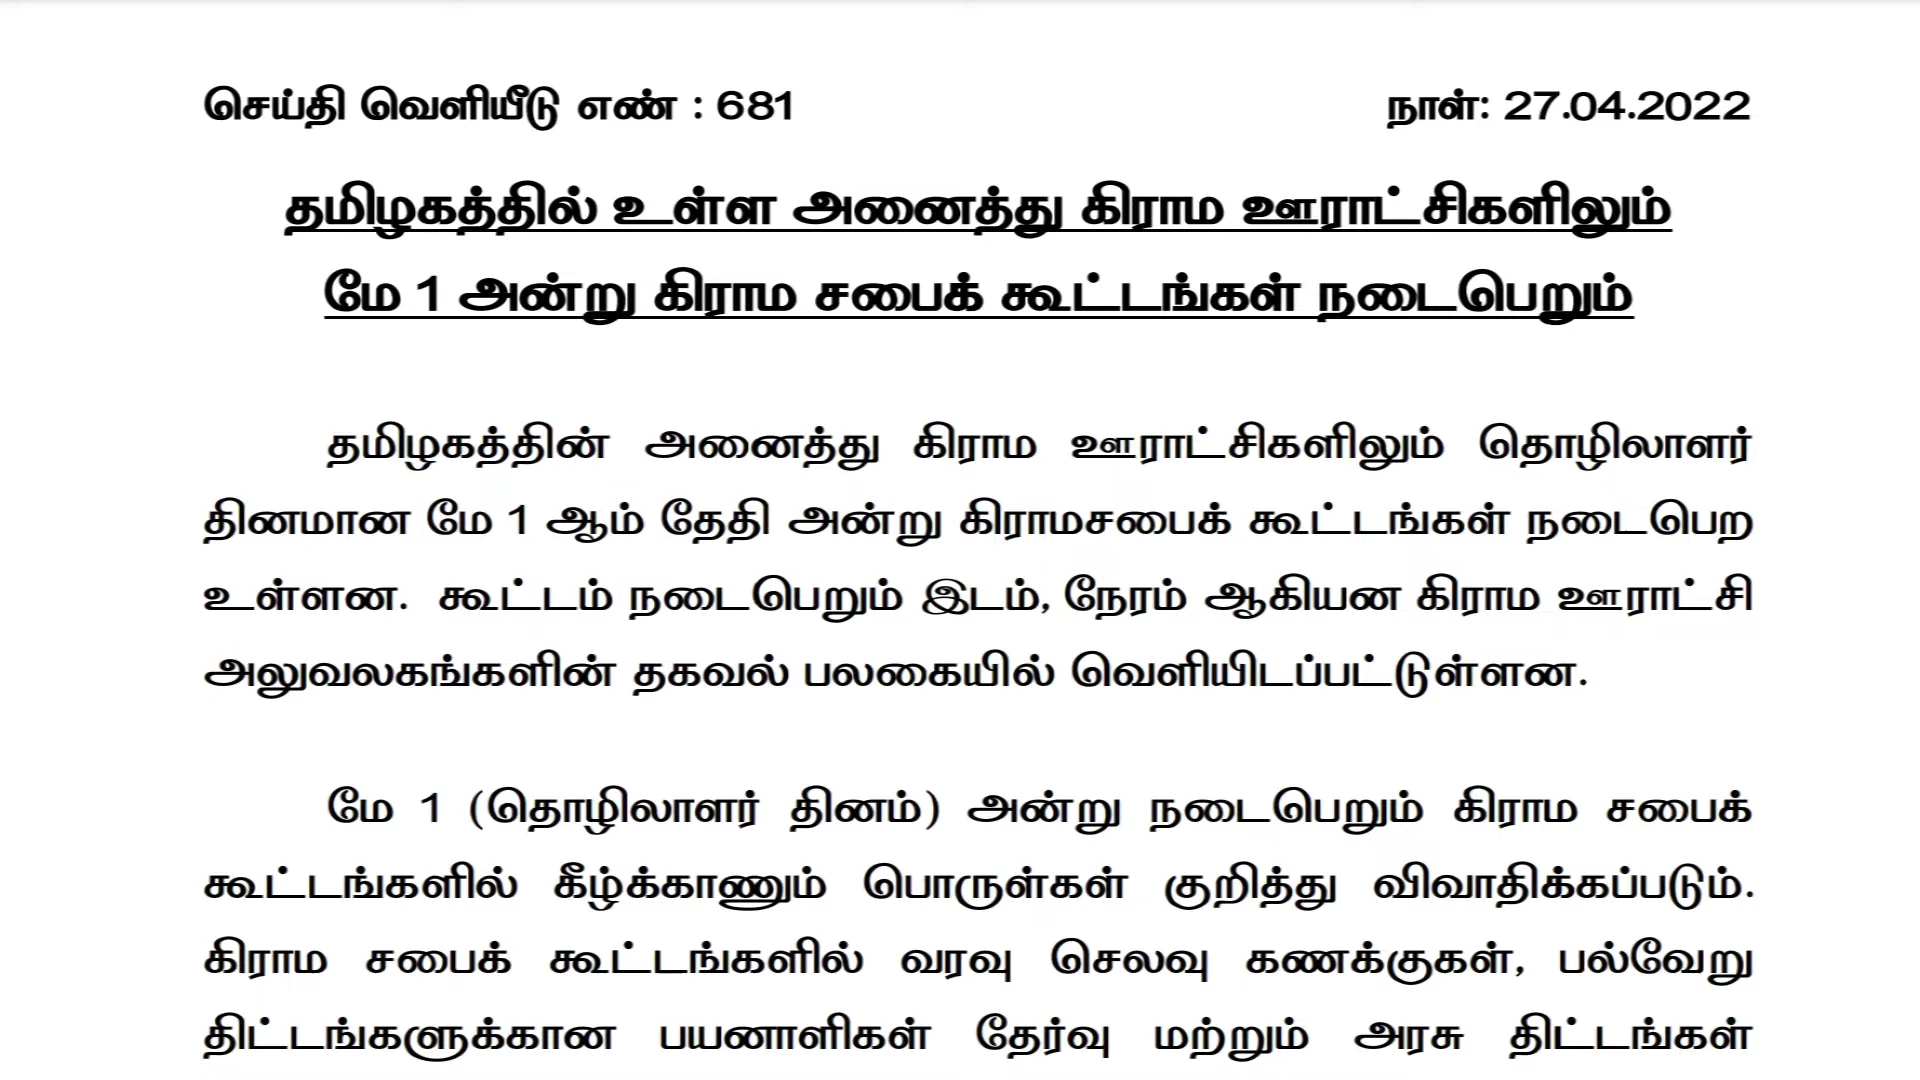 செய்தி வெளியீடு எண் : 681 நாள்: 27.04.2022
தமிழகத்தில் உள்ள அனைத்து கிராம ஊராட்சிகளிலும்
மே 1 அன்று கிராம சபைக் கூட்டங்கள் நடைபெறும்
தமிழகத்தின் அனைத்து கிராம ஊராட்சிகளிலும் தொழிலாளர்
தினமான மே 1 ஆம் தேதி அன்று கிராமசபைக் கூட்டங்கள் நடைபெற
உள்ளன. கூட்டம் நடைபெறும் இடம், நேரம் ஆகியன கிராம ஊராட்சி
அலுவலகங்களின் தகவல் பலகையில் வெளியிடப்பட்டுள்ளன.
மே 1 (தொழிலாளர் தினம்) அன்று நடைபெறும் கிராம சபைக்
கூட்டங்களில் கீழ்க்காணும் பொருள்கள் குறித்து விவாதிக்கப்படும்.
கிராம சபைக் கூட்டங்களில் வரவு செலவு கணக்குகள், பல்வேறு
திட்டங்களுக்கான பயனாளிகள் தேர்வு மற்றும் அரசு திட்டங்கள்